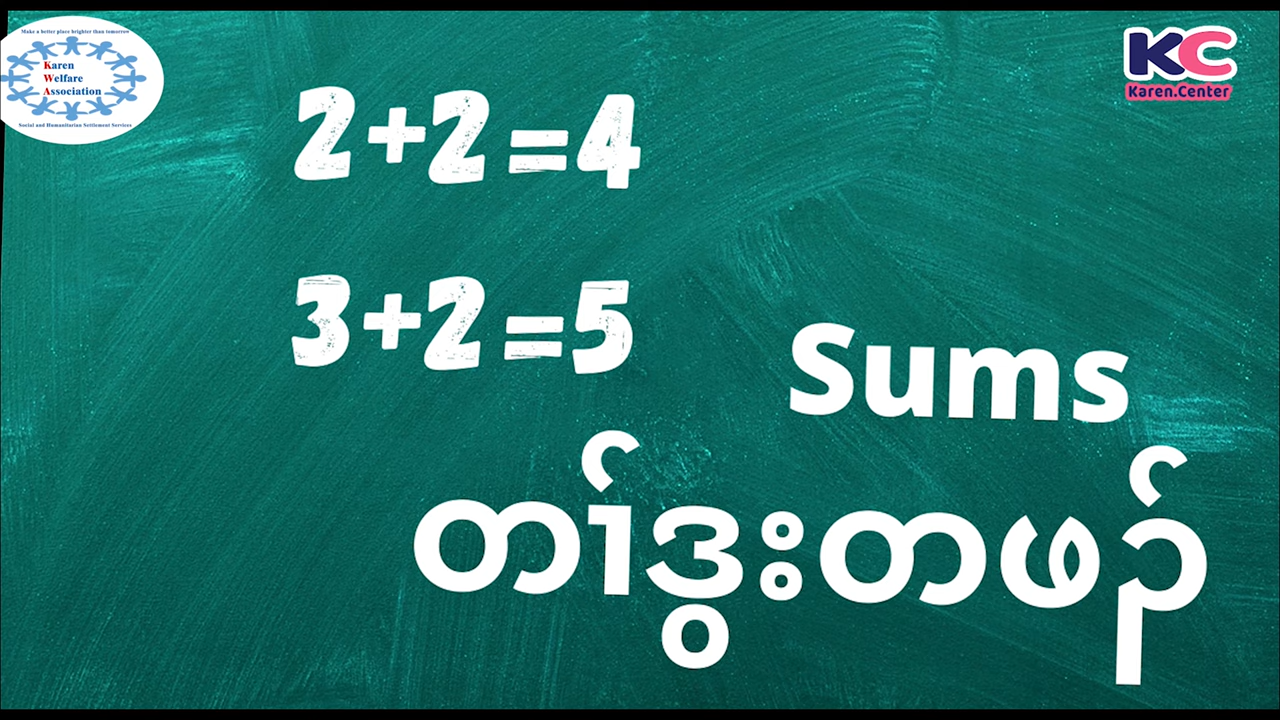 Make a better place brighter than tomorrow
Karen
Welfare
Association
Social and Humanitarian Settlement Services
KC
Karen.Center
2+2=4
3+2=5
Sums
တၢ်ဒွးတဖၣ်